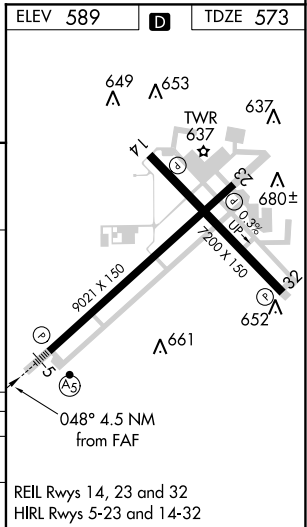 ELEV 589 D TDZE 573
649
653
TWR
637
637
14
P
23
680±
P
0.3%
UP
7200 X 150
9021 X 150
P
32
652
P
661
5
A5
048° 4.5 NM
from FAF
REIL Rwys 14, 23 and 32
HIRL Rwys 5-23 and 14-32